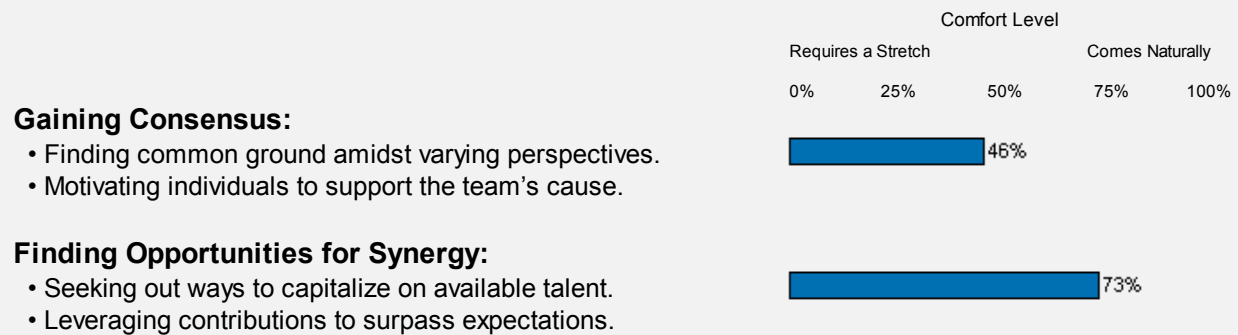 Comfort Level
Requires a Stretch Comes Naturally
0% 25% 50% 75% 100%
Gaining Consensus:
• Finding common ground amidst varying perspectives.
46%
• Motivating individuals to support the team’s cause.
Finding Opportunities for Synergy:
• Seeking out ways to capitalize on available talent.
73%
• Leveraging contributions to surpass expectations.